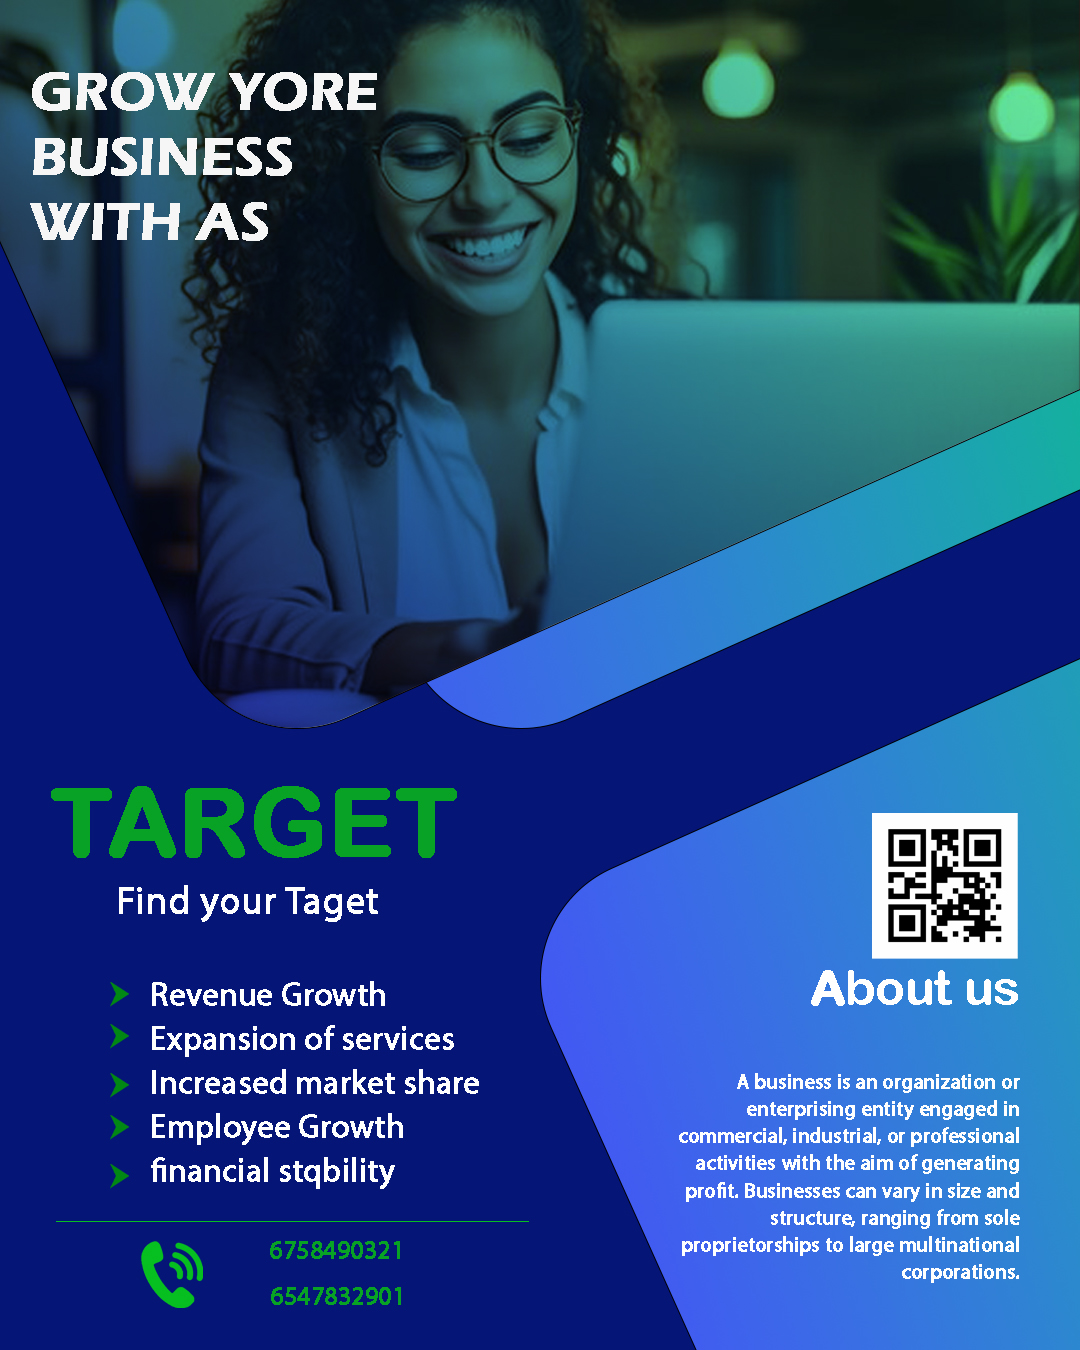 GROW YORE
BUSINESS
WITH AS
TARGET
Find your Taget
Revenue Growth
Expansion of services
Increased market share
Employee Growth
financial stqbility
6758490321
6547832901
About us
A business is an organization or
enterprising entity engaged in
commercial, industrial, or professional
activities with the aim of generating
profit. Businesses can vary in size and
structure, ranging from sole
proprietorships to large multinational
corporations.